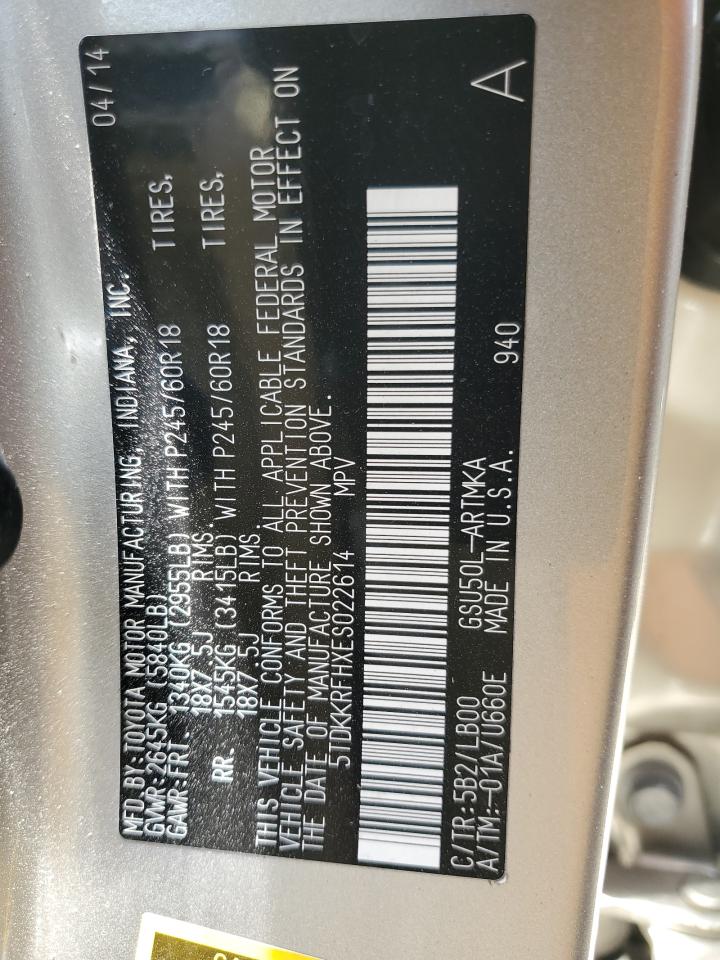 MFD.BY:TOYOTA MOTOR MANUFACTURING, INDIANA, INC. 04/14
GVWR:2645KG (5840LB)
GAWR:FRT. 1340KG (2955LB) WITH P245/60R18 TIRES,
18X7.5J RIMS.
RR. 1545KG (3415LB) WITH P245/60R18 TIRES,
18X7.5J RIMS.
THIS VEHICLE CONFORMS TO ALL APPLICABLE FEDERAL MOTOR
VEHICLE SAFETY AND THEFT PREVENTION STANDARDS IN EFFECT ON
THE DATE OF MANUFACTURE SHOWN ABOVE.
5TDKKRFHXES022614 MPV
C/TR:5B2/LB00 GSU50L-ARTMKA
A/TM:-01A/U660E MADE IN U.S.A. 940 A